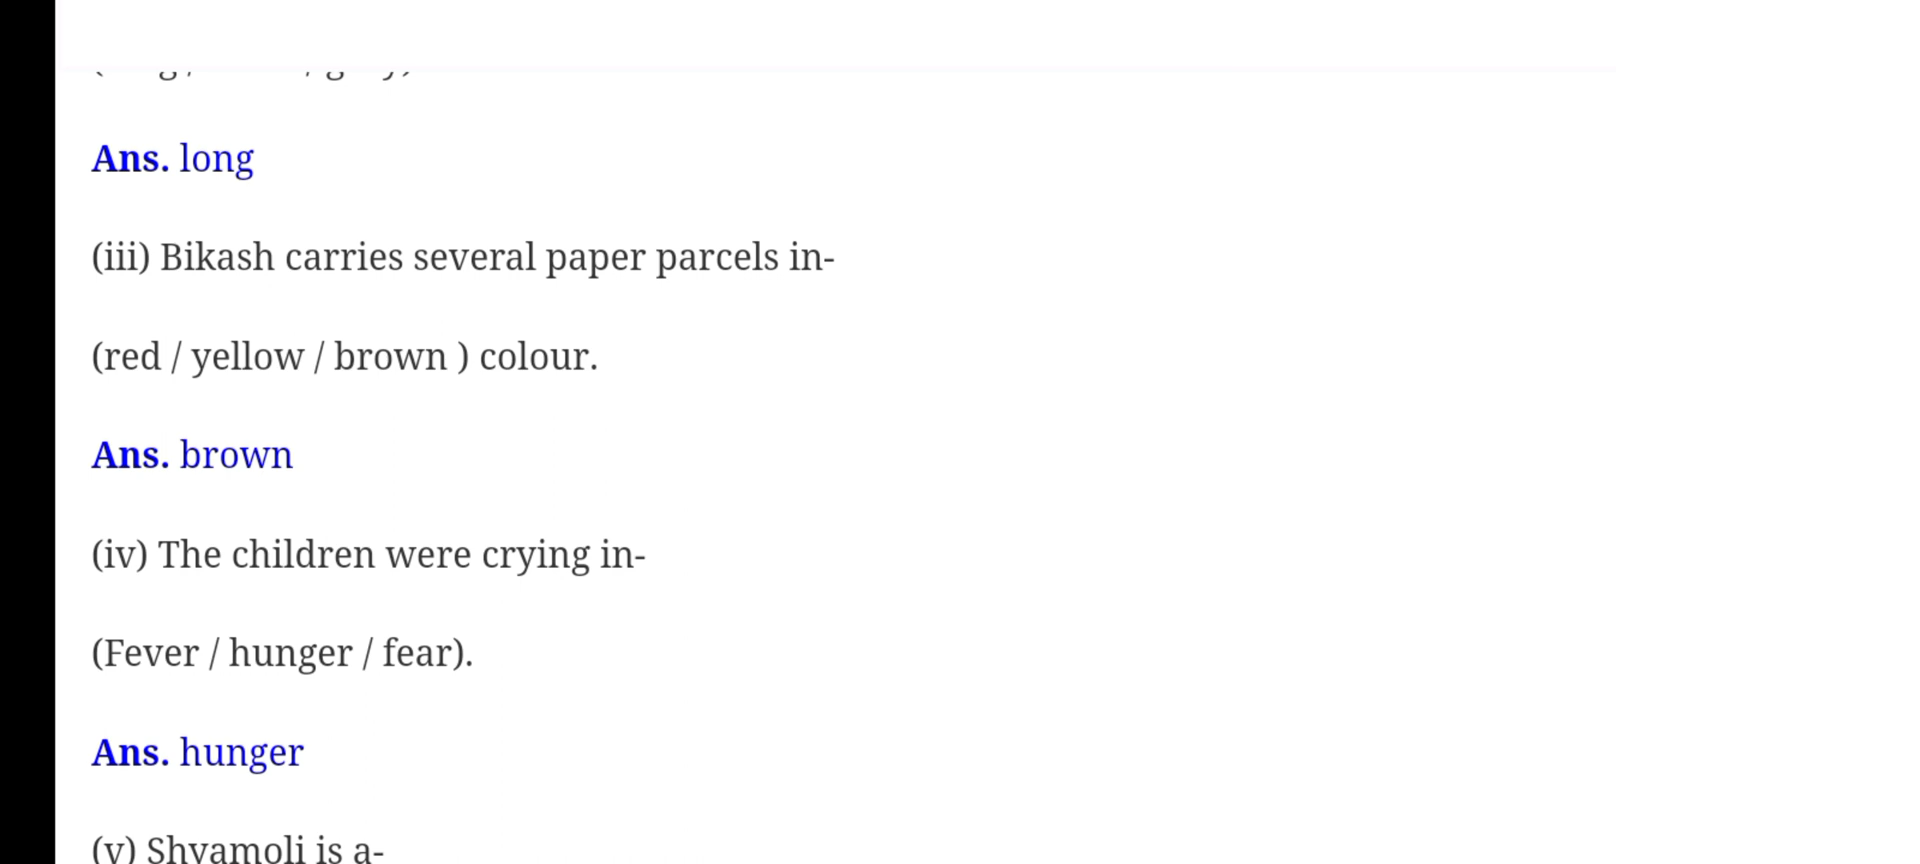 Ans. long
(iii) Bikash carries several paper parcels in-
(red / yellow / brown ) colour.
Ans. brown
(iv) The children were crying in-
(Fever / hunger / fear).
Ans. hunger
(v) Shyamoli is a-